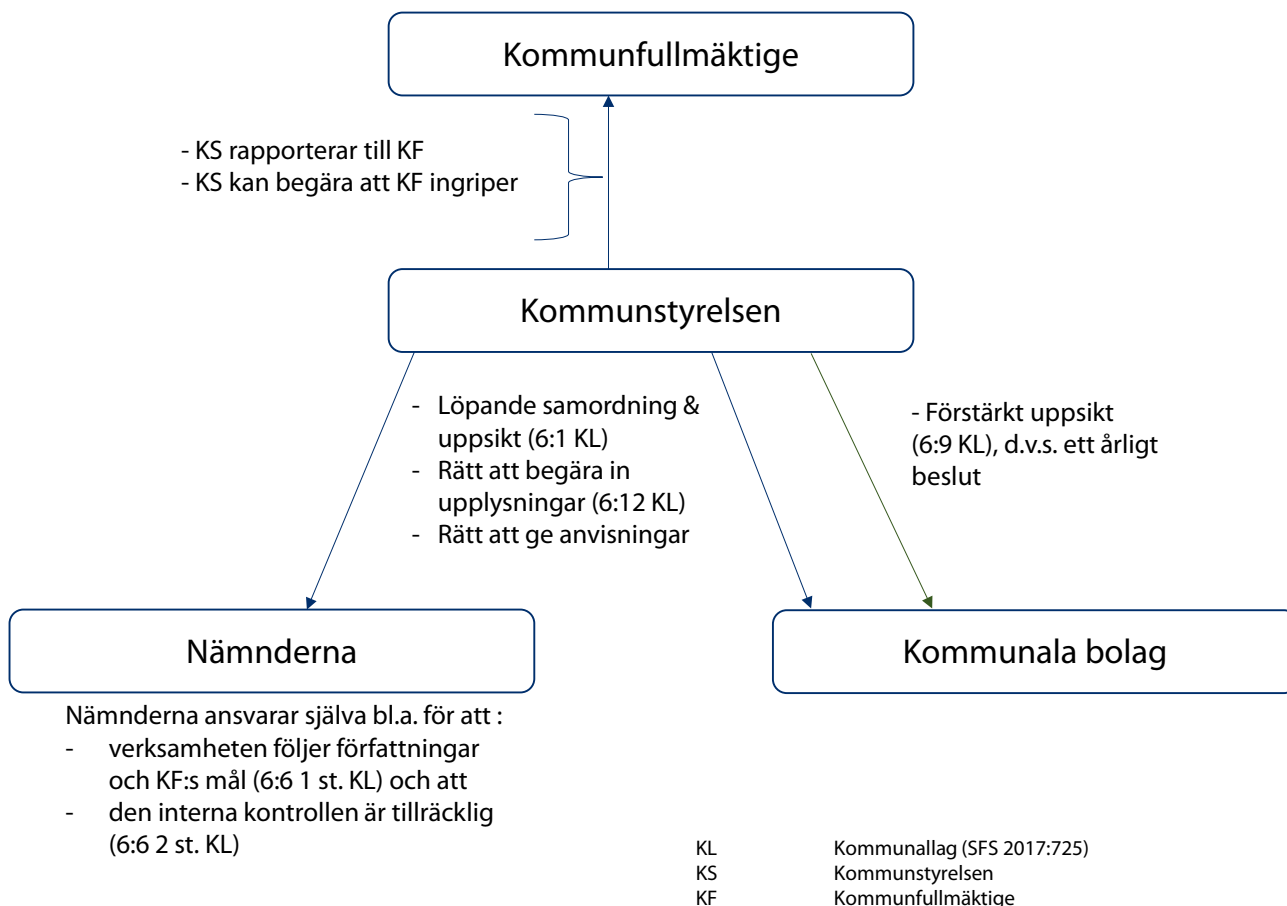 Kommunfullmäktige
- KS rapporterar till KF
- KS kan begära att KF ingriper
Kommunstyrelsen
- Löpande samordning &
uppsikt (6:1 KL)
- Rätt att begära in
upplysningar (6:12 KL)
- Rätt att ge anvisningar
- Förstärkt uppsikt
(6:9 KL), d.v.s. ett årligt
beslut
Nämnderna
Kommunala bolag
Nämnderna ansvarar själva bl.a. för att :
- verksamheten följer författningar
och KF:s mål (6:6 1 st. KL) och att
- den interna kontrollen är tillräcklig
(6:6 2 st. KL)
KL Kommunallag (SFS 2017:725)
KS Kommunstyrelsen
KF Kommunfullmäktige